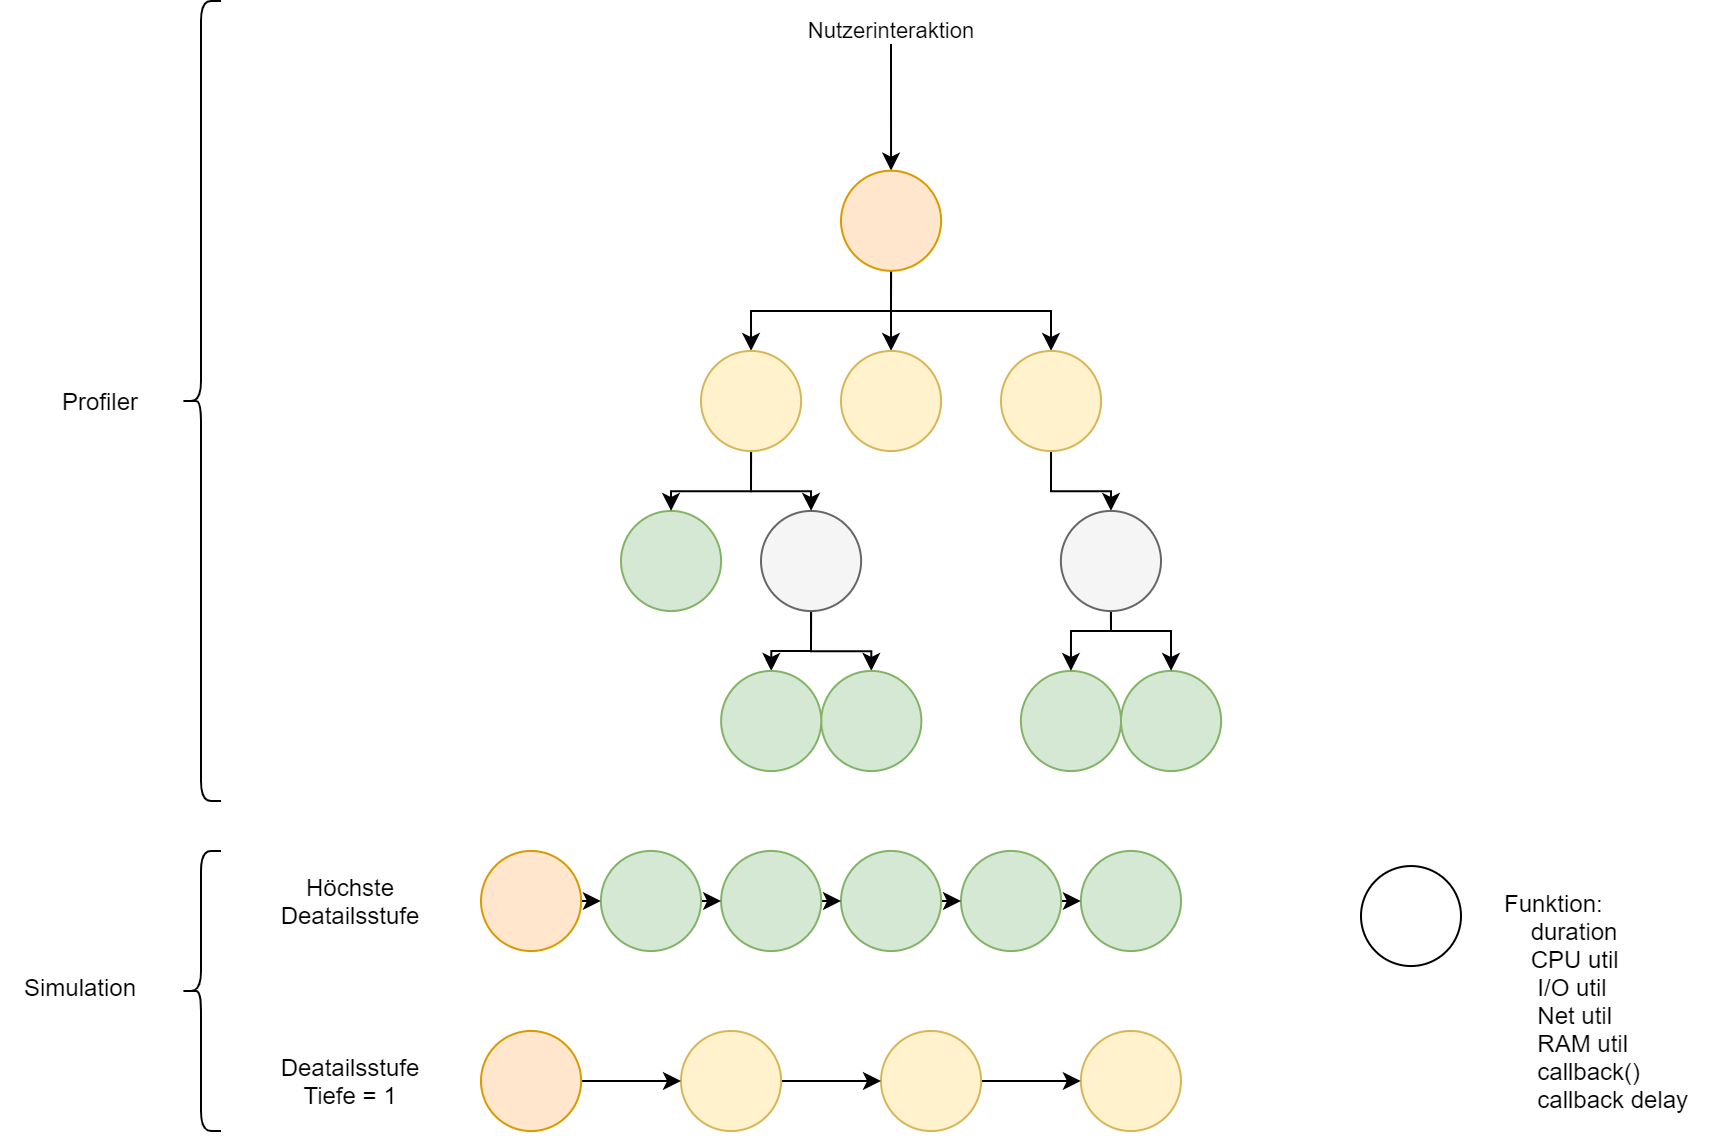 Nutzerinteraktion
Profiler
Höchste
Deatailsstufe
Simulation
Deatailsstufe
Tiefe = 1
Funktion:
duration
CPU util
I/O util
Net util
RAM util
callback()
callback delay